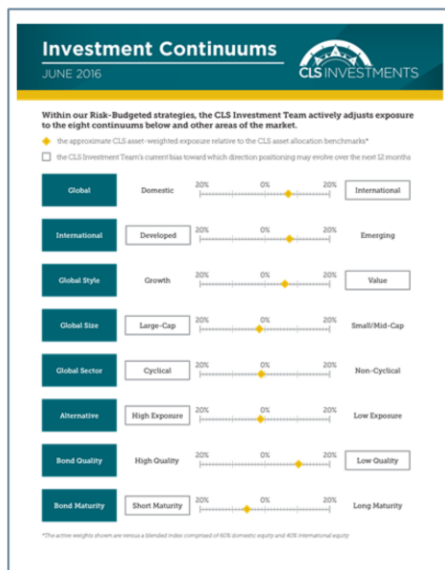 Investment Continuums
JUNE 2016
CLS INVESTMENTS
Within our Risk-Budgeted strategies, the CLS Investment Team actively adjusts exposure
to the eight continuums below and other areas of the market.
the approximate CLS asset-weighted exposure relative to the CLS asset allocation benchmarks*
the CLS Investment Team's current bias toward which direction positioning may evolve over the next 12 months
Global Domestic 20% 0% 20% International
International Developed 20% 0% 20% Emerging
Global Style Growth 20% 0% 20% Value
Global Size Large-Cap 20% 0% 20% Small/Mid-Cap
Global Sector Cyclical 20% 0% 20% Non-Cyclical
Alternative High Exposure 20% 0% 20% Low Exposure
Bond Quality High Quality 20% 0% 20% Low Quality
Bond Maturity Short Maturity 20% 0% 20% Long Maturity
*The active weights shown are versus a blended index comprised of 60% domestic equity and 40% international equity